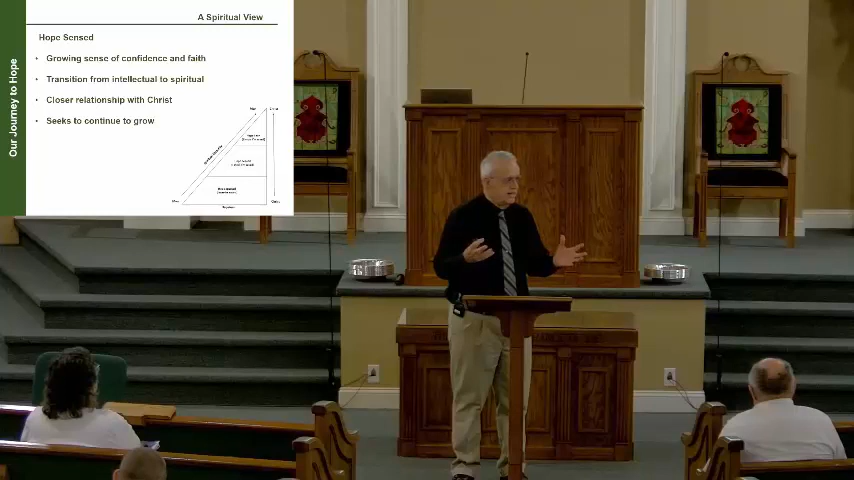 A Spiritual View
Our Journey to Hope
Hope Sensed
• Growing sense of confidence and faith
• Transition from intellectual to spiritual
• Closer relationship with Christ
• Seeks to continue to grow